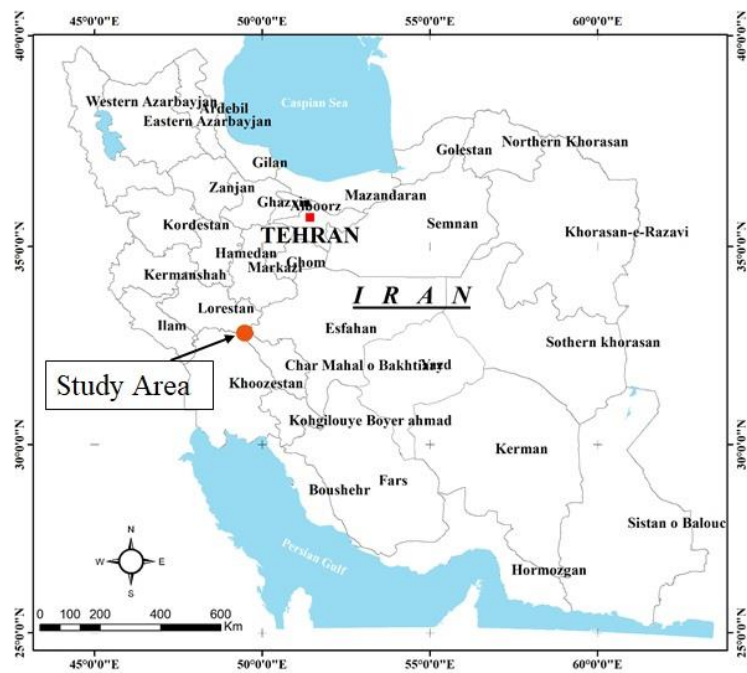 45°0'0"E
50°0'0"E
55°0'0"E
60°0'0"E
40°0'0"N
40°0'0"N
Caspian Sea
Western Azarbayjan
Ardebil
Eastern Azarbayjan
Golestan
Northern Khorasan
Gilan
Zanjan
Mazandaran
Ghazvin
Alboorz
Semnan
Kordestan
TEHRAN
Khorasan-e-Razavi
35°0'0"N
35°0'0"N
Hamedan
Ghom
Markazi
Kermanshah
IRAN
Lorestan
Ilam
Esfahan
Sothern khorasan
Study Area
Char Mahal o Bakhtiary
Yazd
Khoozestan
Kohgilouye Boyer ahmad
30°0'0"N
30°0'0"N
Kerman
Fars
Boushehr
Sistan o Balouc
Persian Gulf
Hormozgan
N
W
E
S
0 100 200 400 600
Km
25°0'0"N
25°0'0"N
45°0'0"E
50°0'0"E
55°0'0"E
60°0'0"E